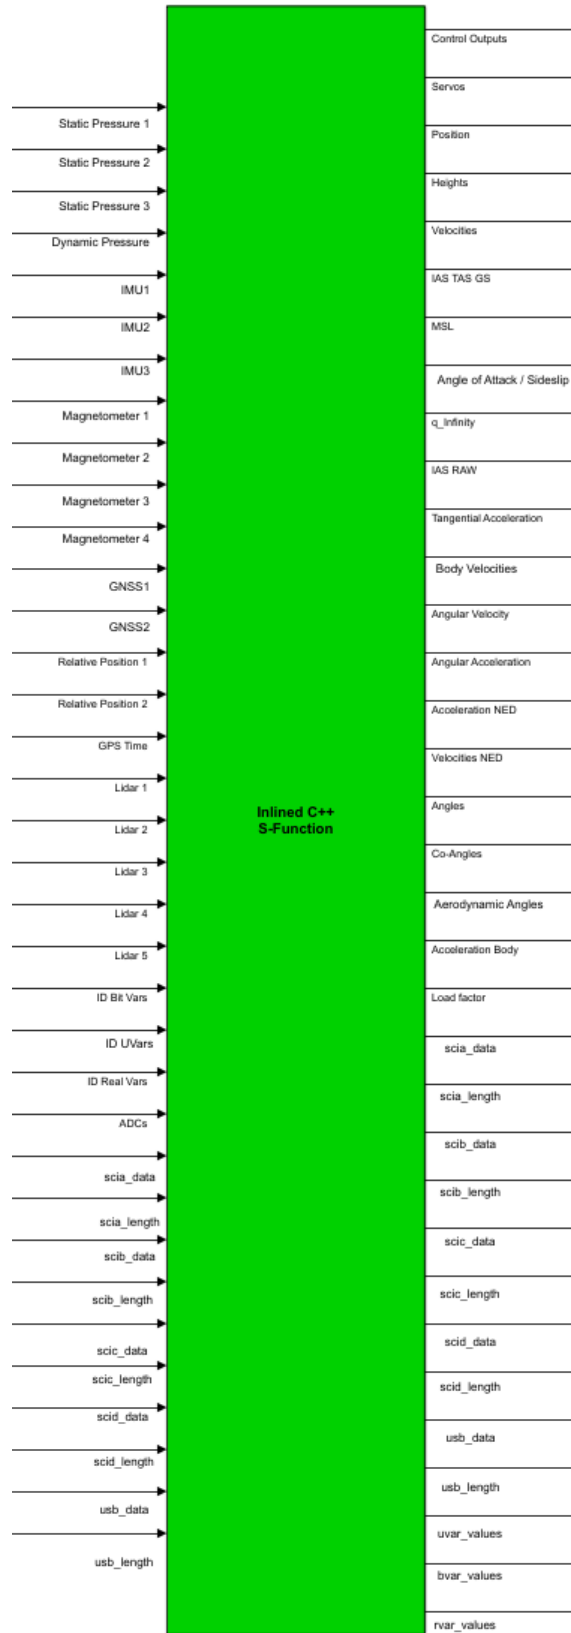 Static Pressure 1
Static Pressure 2
Static Pressure 3
Dynamic Pressure
IMU1
IMU2
IMU3
Magnetometer 1
Magnetometer 2
Magnetometer 3
Magnetometer 4
GNSS1
GNSS2
Relative Position 1
Relative Position 2
GPS Time
Lidar 1
Lidar 2
Lidar 3
Lidar 4
Lidar 5
ID Bit Vars
ID UVars
ID Real Vars
ADCs
scia_data
scia_length
scib_data
scib_length
scic_data
scic_length
scid_data
scid_length
usb_data
usb_length
Inlined C++
S-Function
Control Outputs
Servos
Position
Heights
Velocities
IAS TAS GS
MSL
Angle of Attack / Sideslip
q_Infinity
IAS RAW
Tangential Acceleration
Body Velocities
Angular Velocity
Angular Acceleration
Acceleration NED
Velocities NED
Angles
Co-Angles
Aerodynamic Angles
Acceleration Body
Load factor
scia_data
scia_length
scib_data
scib_length
scic_data
scic_length
scid_data
scid_length
usb_data
usb_length
uvar_values
bvar_values
rvar_values